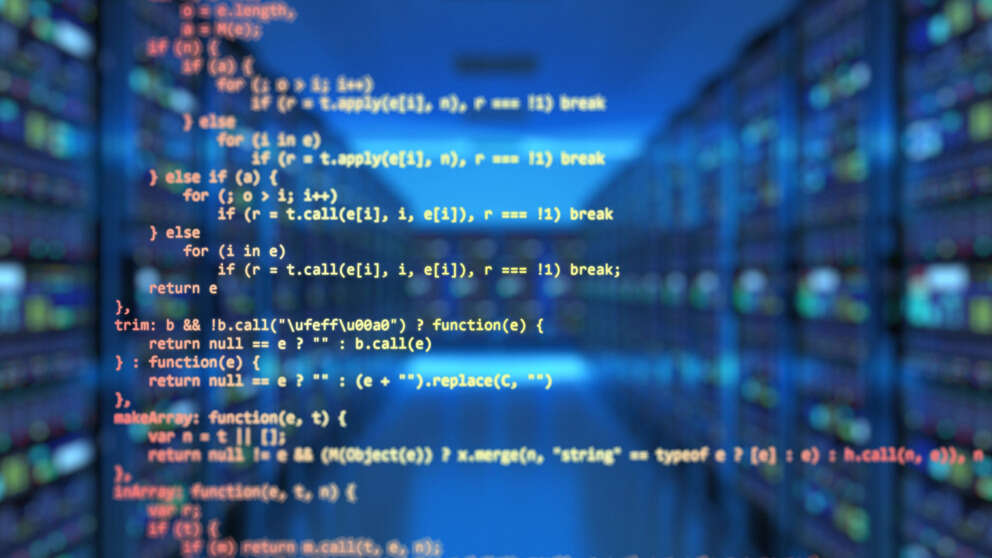 o = e.length,
a = M(e);
if (n) {
if (a) {
for (; o > i; i++)
if (r = t.apply(e[i], n), r === !1) break
} else
for (i in e)
if (r = t.apply(e[i], n), r === !1) break
} else if (a) {
for (; o > i; i++)
if (r = t.call(e[i], i, e[i]), r === !1) break
} else
for (i in e)
if (r = t.call(e[i], i, e[i]), r === !1) break;
return e
},
trim: b && !b.call("\ufeff\u00a0") ? function(e) {
return null == e ? "" : b.call(e)
} : function(e) {
return null == e ? "" : (e + "").replace(C, "")
},
makeArray: function(e, t) {
var n = t || [];
return null != e && (M(Object(e)) ? x.merge(n, "string" == typeof e ? [e] : e) : h.call(n, e)), n
},
inArray: function(e, t, n) {
var r;
if (t) {
if (m) return m.call(t, e, n);